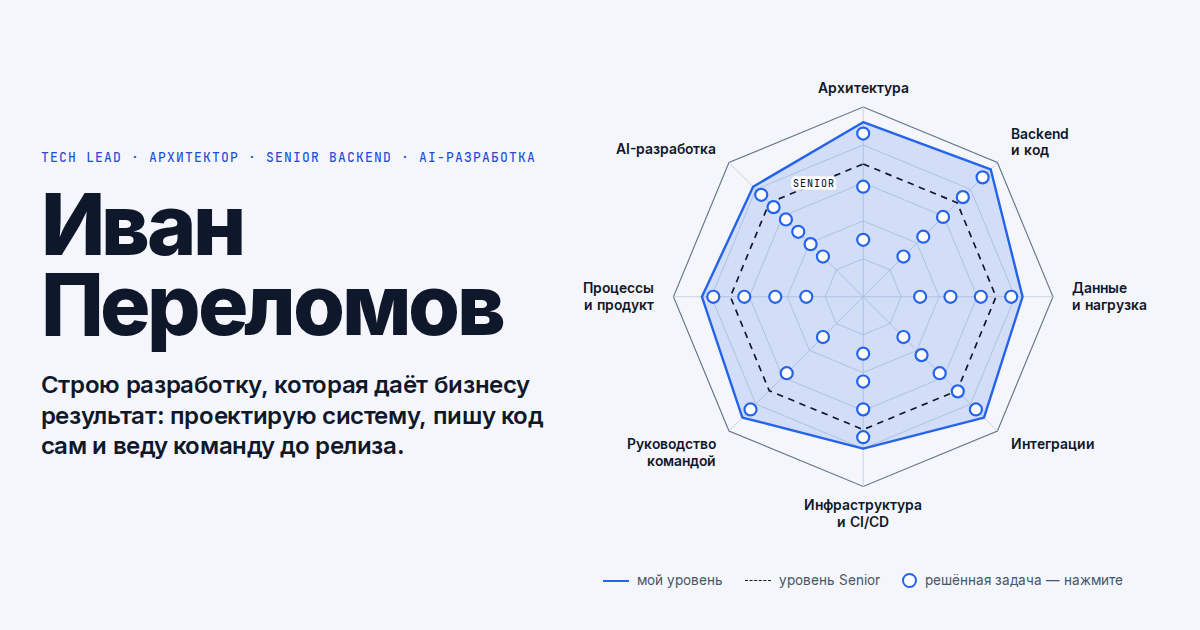 TECH LEAD · АРХИТЕКТОР · SENIOR BACKEND · AI-РАЗРАБОТКА
Иван
Переломов
Строю разработку, которая даёт бизнесу
результат: проектирую систему, пишу код
сам и веду команду до релиза.
Архитектура
Backend
и код
AI-разработка
SENIOR
Процессы
и продукт
Данные
и нагрузка
Руководство
командой
Интеграции
Инфраструктура
и CI/CD
мой уровень
уровень Senior
решённая задача — нажмите